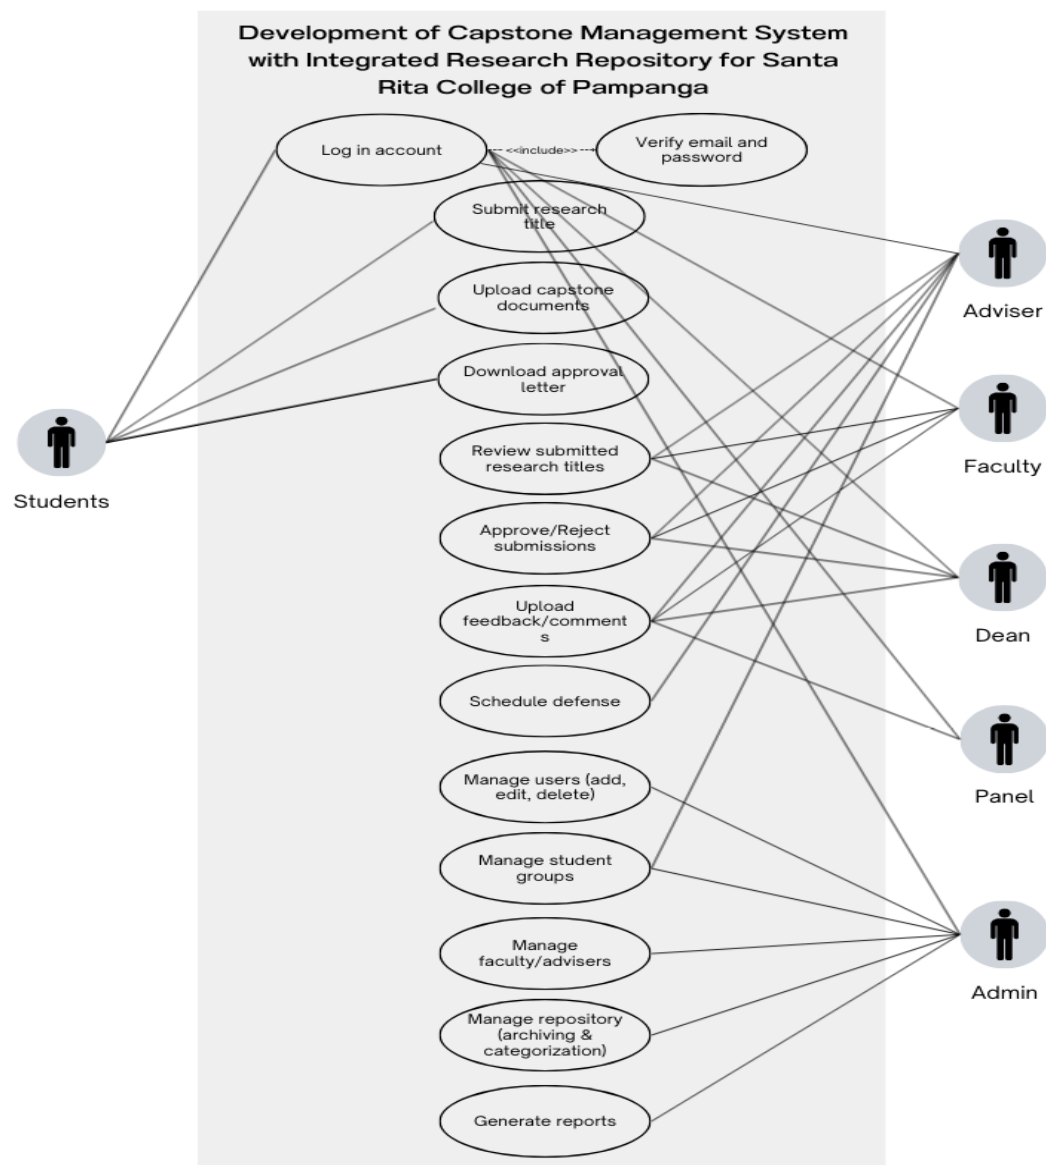 Development of Capstone Management System
with Integrated Research Repository for Santa
Rita College of Pampanga
Log in account
<<include>>
Verify email and
password
Submit research
title
Upload capstone
documents
Download approval
letter
Review submitted
research titles
Approve/Reject
submissions
Upload
feedback/comment
s
Schedule defense
Manage users (add,
edit, delete)
Manage student
groups
Manage
faculty/advisers
Manage repository
(archiving &
categorization)
Generate reports
Students
Adviser
Faculty
Dean
Panel
Admin